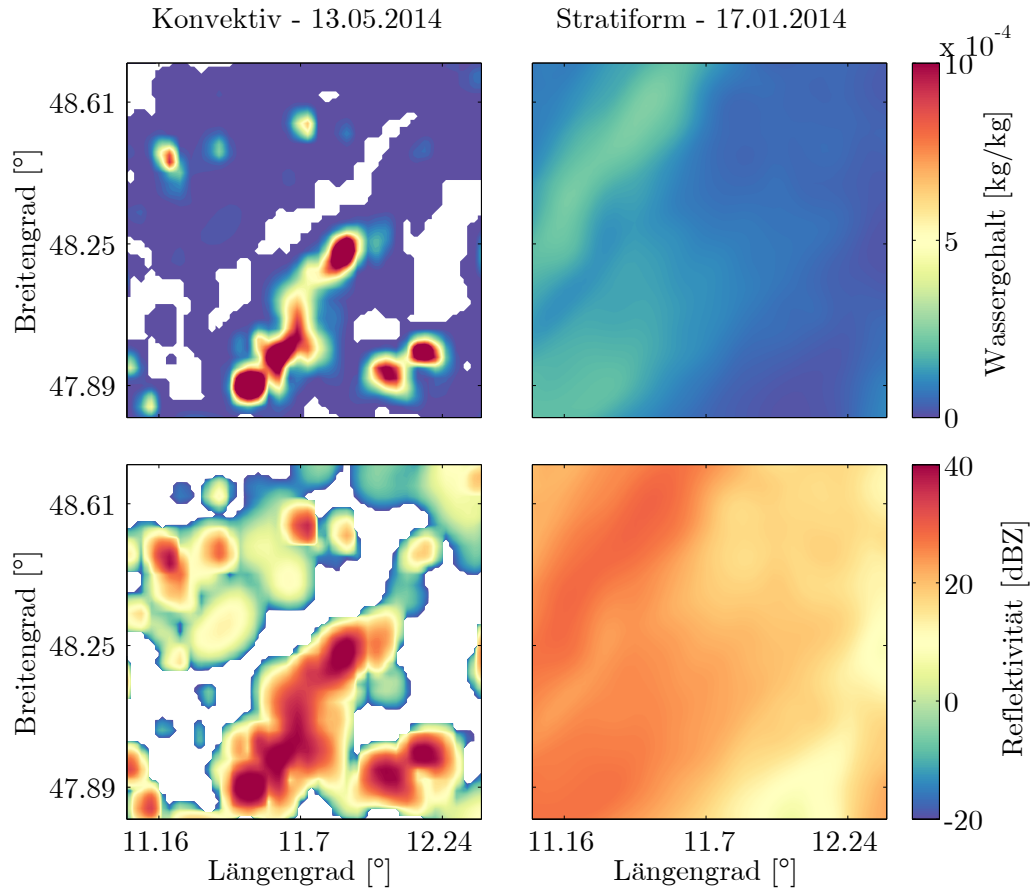 Konvektiv - 13.05.2014
Stratiform - 17.01.2014
x 10⁻⁴
48.61
48.25
47.89
Breitengrad [°]
10
5
0
Wassergehalt [kg/kg]
48.61
48.25
47.89
Breitengrad [°]
40
20
0
-20
Reflektivität [dBZ]
11.16
11.7
12.24
11.16
11.7
12.24
Längengrad [°]
Längengrad [°]